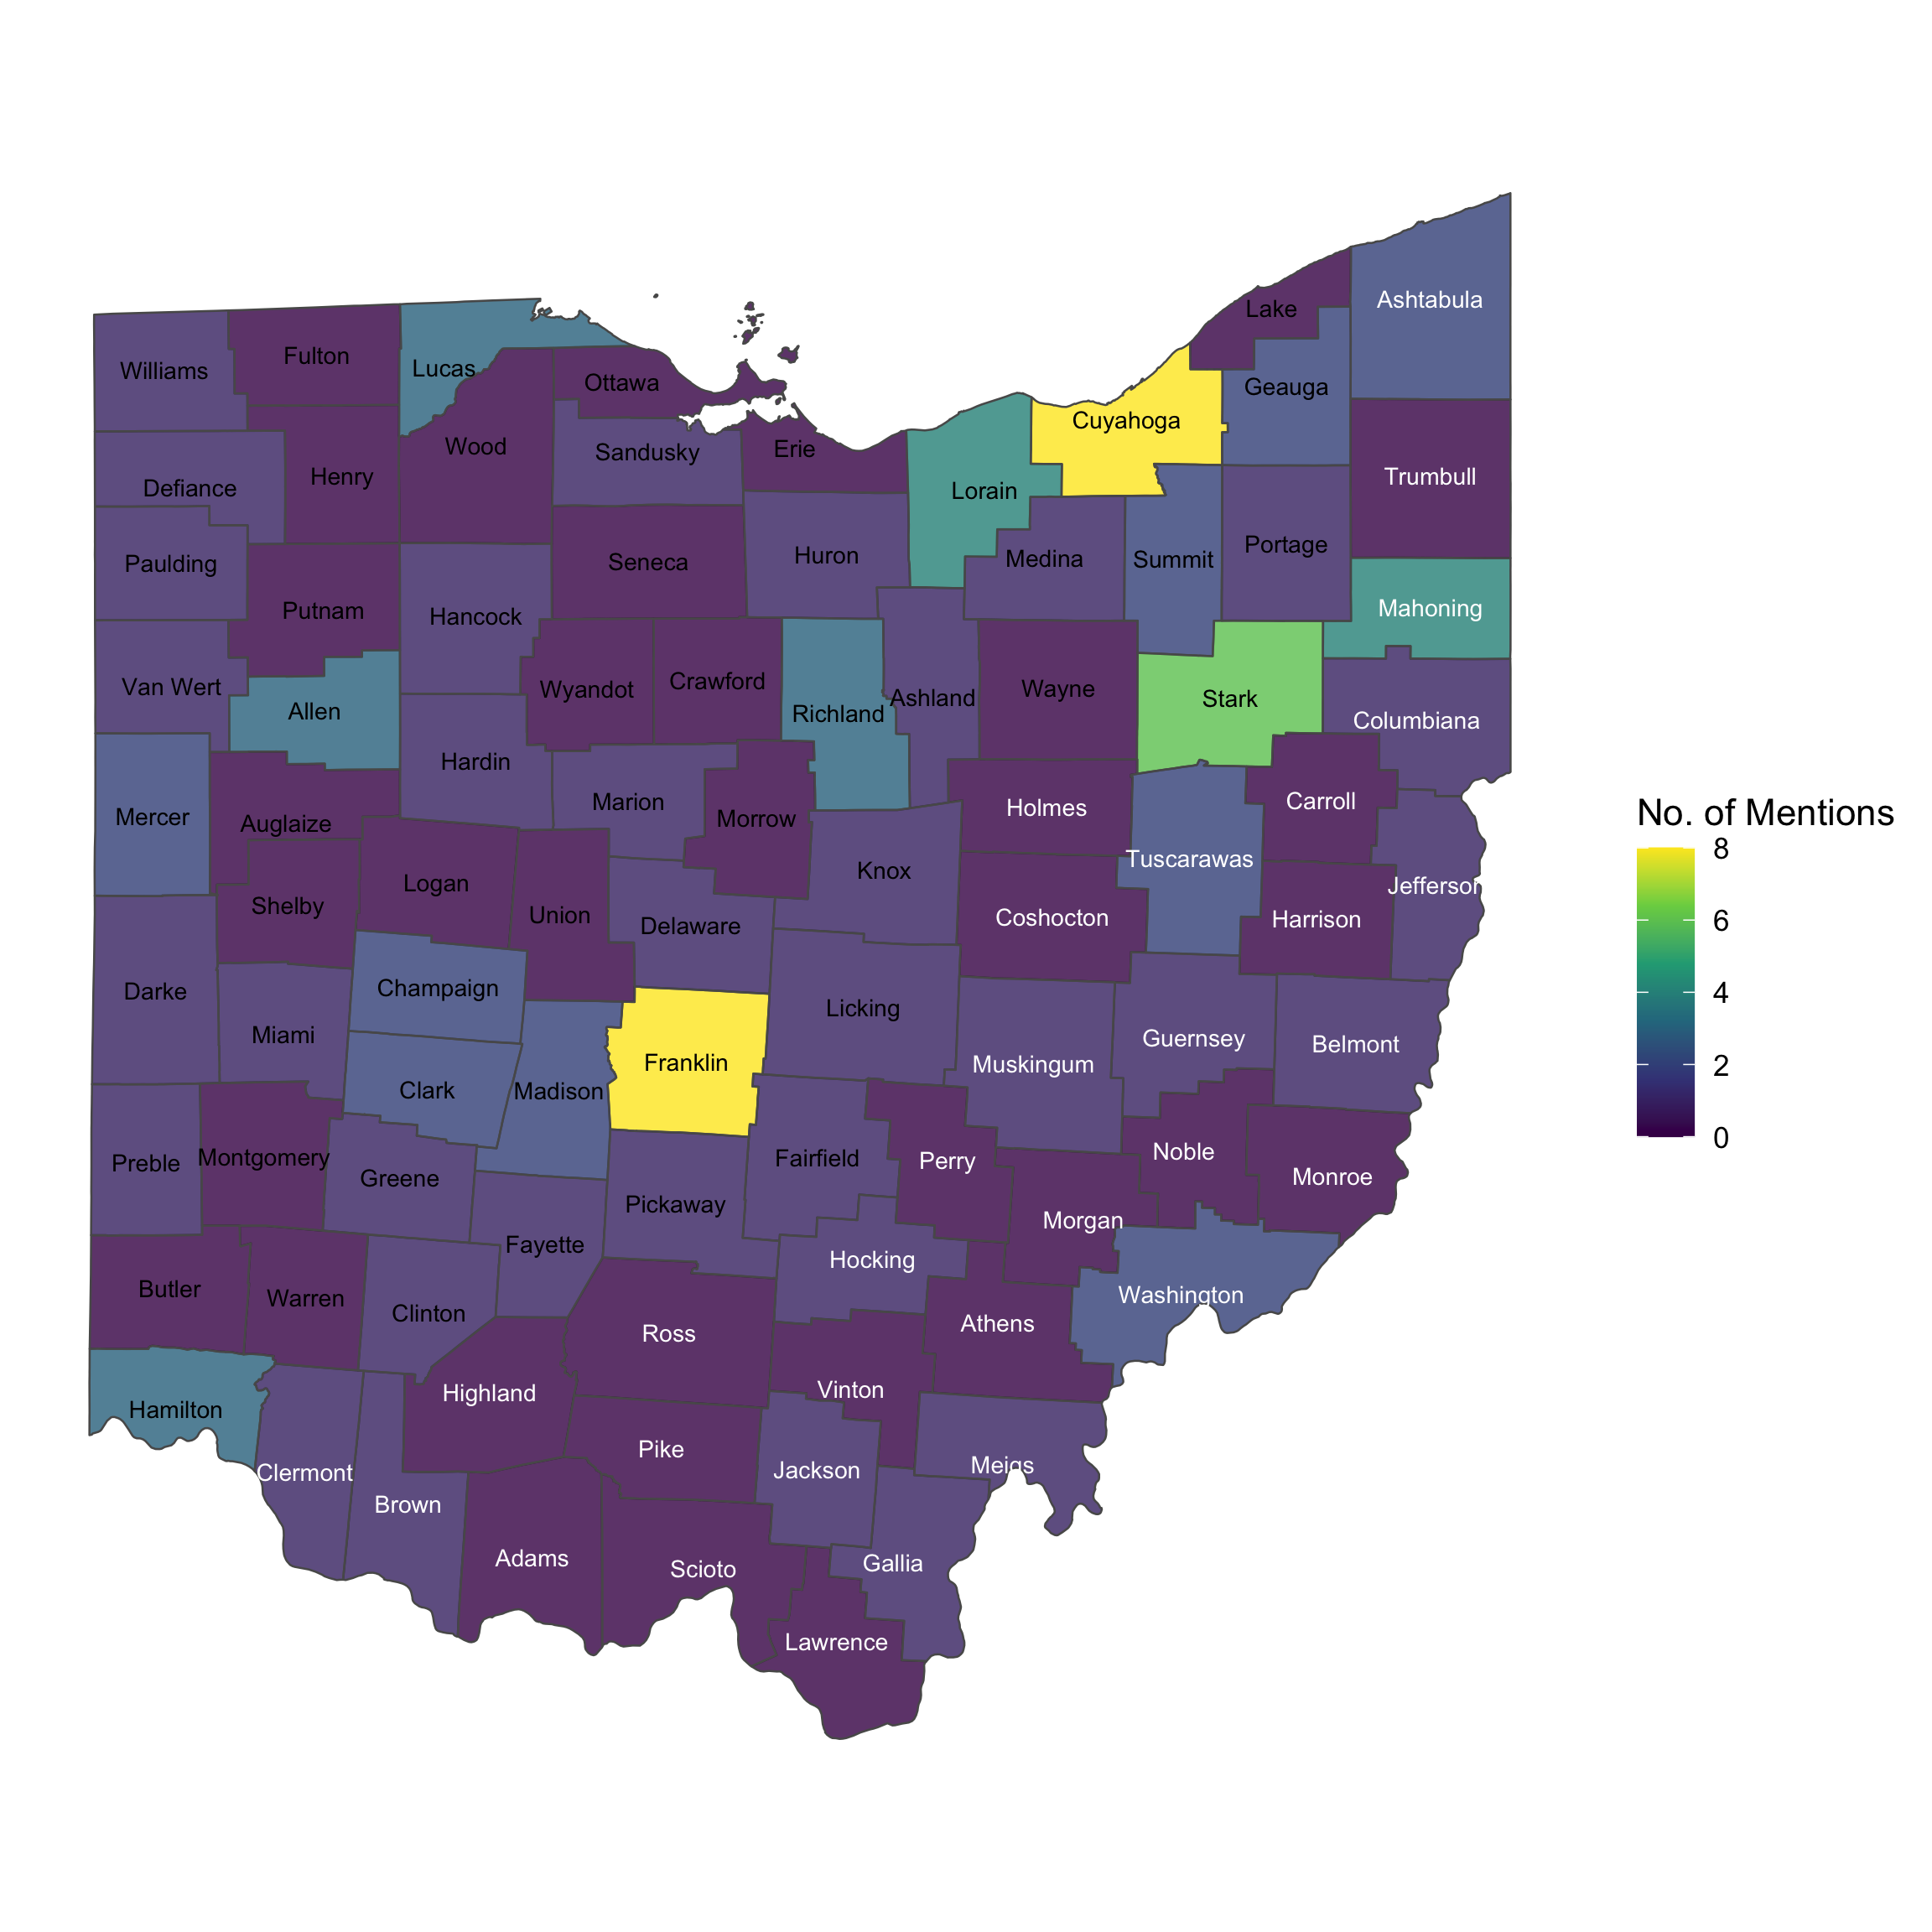 Ashtabula
Lake
Fulton
Williams
Lucas
Ottawa
Geauga
Cuyahoga
Wood
Erie
Sandusky
Henry
Trumbull
Defiance
Lorain
Portage
Huron
Medina
Summit
Seneca
Paulding
Mahoning
Putnam
Hancock
Crawford
Van Wert
Wyandot
Wayne
Ashland
Stark
Allen
Richland
Columbiana
Hardin
Marion
Carroll
Holmes
Mercer
Morrow
Auglaize
Tuscarawas
Knox
Logan
Jefferson
Shelby
Union
Coshocton
Harrison
Delaware
Champaign
Darke
Licking
Miami
Guernsey
Belmont
Franklin
Muskingum
Clark
Madison
Noble
Montgomery
Fairfield
Perry
Preble
Monroe
Greene
Pickaway
Morgan
Fayette
Hocking
Butler
Washington
Warren
Clinton
Athens
Ross
Vinton
Highland
Hamilton
Pike
Meigs
Jackson
Clermont
Brown
Adams
Gallia
Scioto
Lawrence
No. of Mentions
8
6
4
2
0